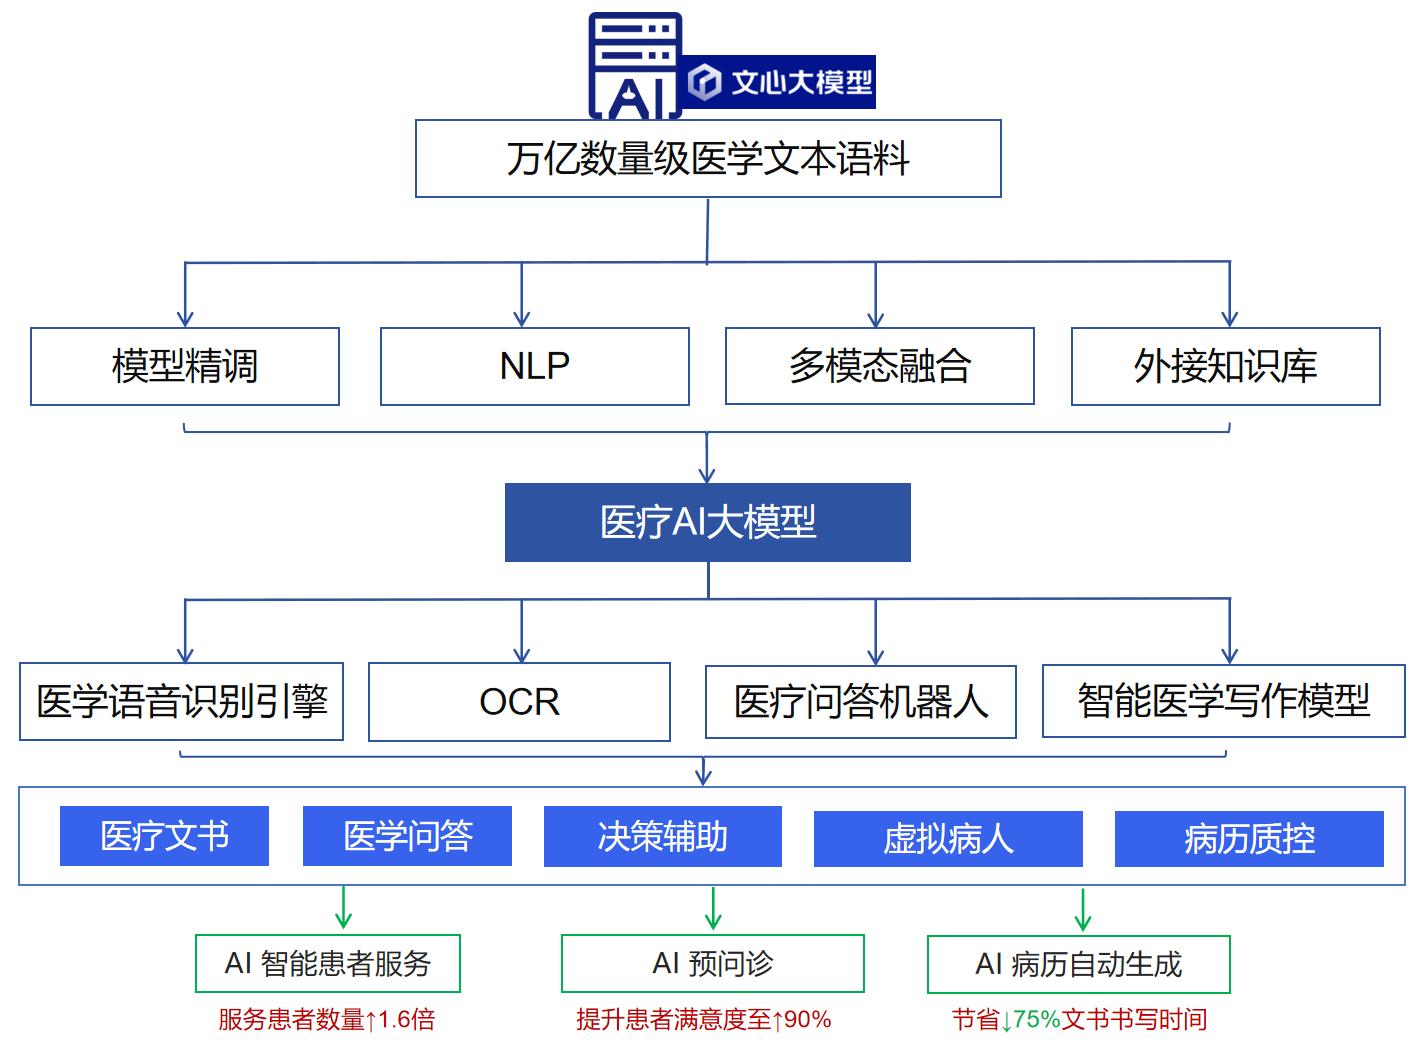 AI
文心大模型
万亿数量级医学文本语料
模型精调
NLP
多模态融合
外接知识库
医疗AI大模型
医学语音识别引擎
OCR
医疗问答机器人
智能医学写作模型
医疗文书
医学问答
决策辅助
虚拟病人
病历质控
AI 智能患者服务
AI 预问诊
AI 病历自动生成
服务患者数量↑1.6倍
提升患者满意度至↑90%
节省↓75%文书书写时间